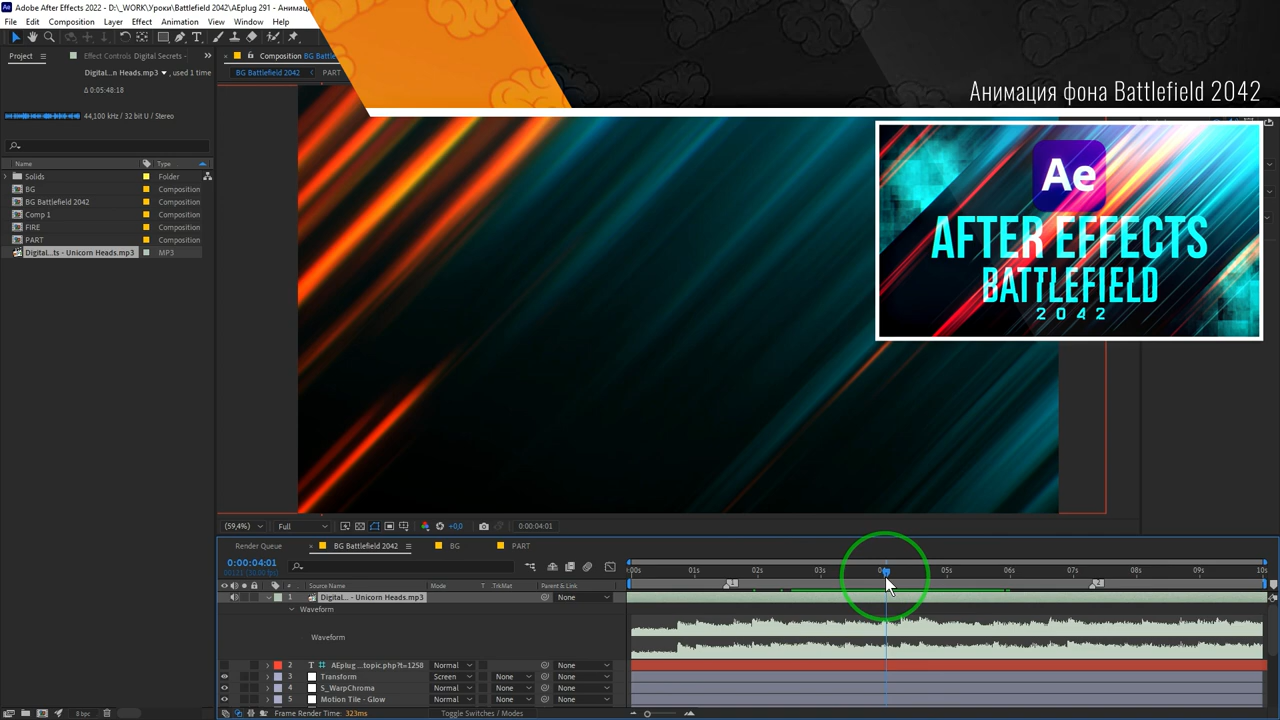 Adobe After Effects 2022 - D:\_WORK\Уроки\Battlefield 2042\AEplug 291 - Анимаци
File Edit Composition Layer Effect Animation View Window Help
Анимация фона Battlefield 2042
Project
Effect Controls Digital Secrets -
Composition BG Battle
Digital...n Heads.mp3 , used 1 time
BG Battlefield 2042 PART
Δ 0:05:48:18
44,100 kHz / 32 bit U / Stereo
Ae
AFTER EFFECTS
BATTLEFIELD
2042
Name Type
Solids Folder
BG Composition
BG Battlefield 2042 Composition
Comp 1 Composition
FIRE Composition
PART Composition
Digital...ts - Unicorn Heads.mp3 MP3
(59,4%) Full +0,0 0:00:04:01
Render Queue BG Battlefield 2042 BG PART
0:00:04:01
:00s 01s 02s 03s 04s 05s 06s 07s 08s 09s 10s
# Source Name Mode T TrkMat Parent & Link
1 2
1 Digital... - Unicorn Heads.mp3 None
Waveform
Waveform
2 T AEplug ...topic.php?t=1258 Normal None
3 Transform Screen None None
4 S_WarpChroma Normal None None
5 Motion Tile - Glow Normal None None
8 bpc Frame Render Time: 323ms Toggle Switches / Modes